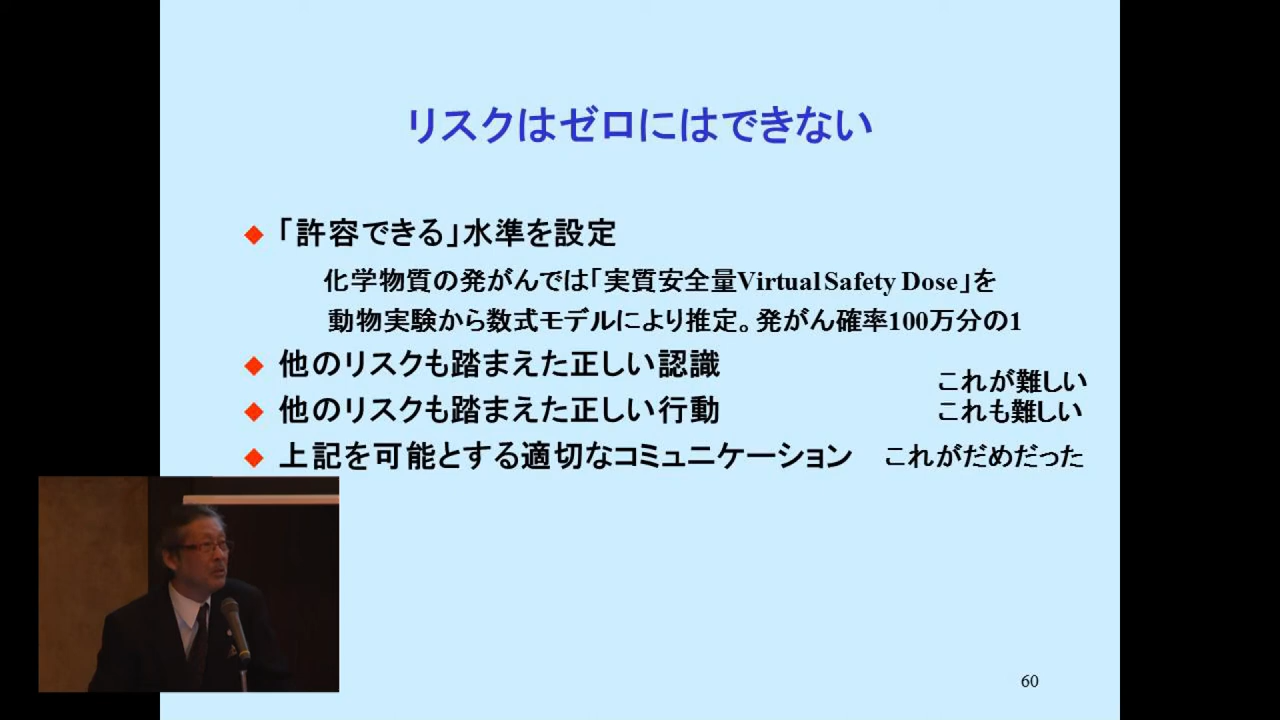 リスクはゼロにはできない
◆ 「許容できる」水準を設定
化学物質の発がんでは「実質安全量Virtual Safety Dose」を
動物実験から数式モデルにより推定。発がん確率100万分の1
◆ 他のリスクも踏まえた正しい認識 これが難しい
◆ 他のリスクも踏まえた正しい行動 これも難しい
◆ 上記を可能とする適切なコミュニケーション これがだめだった
60